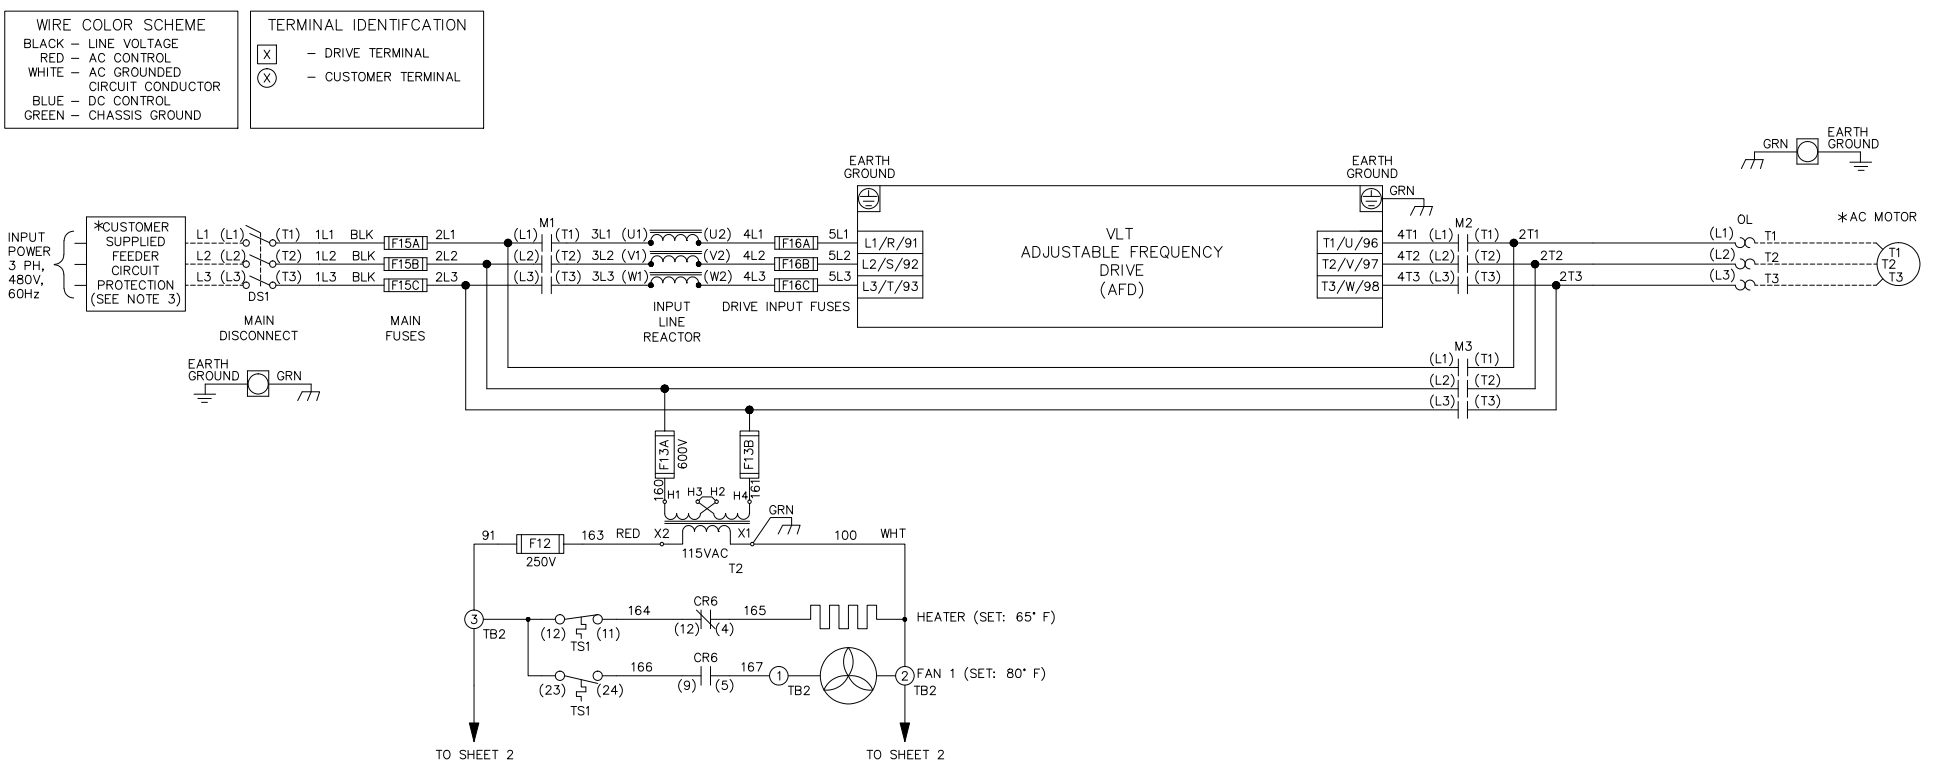 WIRE COLOR SCHEME
BLACK – LINE VOLTAGE
RED – AC CONTROL
WHITE – AC GROUNDED
CIRCUIT CONDUCTOR
BLUE – DC CONTROL
GREEN – CHASSIS GROUND
TERMINAL IDENTIFCATION
X – DRIVE TERMINAL
X – CUSTOMER TERMINAL
INPUT
POWER
3 PH,
480V,
60Hz
*CUSTOMER
SUPPLIED
FEEDER
CIRCUIT
PROTECTION
(SEE NOTE 3)
L1 (L1) (T1) 1L1 BLK F15A 2L1
L2 (L2) (T2) 1L2 BLK F15B 2L2
L3 (L3) (T3) 1L3 BLK F15C 2L3
DS1
MAIN
DISCONNECT
MAIN
FUSES
EARTH
GROUND
GRN
M1
(L1) (T1) 3L1 (U1) (U2) 4L1 F16A 5L1
(L2) (T2) 3L2 (V1) (V2) 4L2 F16B 5L2
(L3) (T3) 3L3 (W1) (W2) 4L3 F16C 5L3
INPUT
LINE
REACTOR
DRIVE INPUT FUSES
EARTH
GROUND
L1/R/91
L2/S/92
L3/T/93
VLT
ADJUSTABLE FREQUENCY
DRIVE
(AFD)
EARTH
GROUND
GRN
T1/U/96
T2/V/97
T3/W/98
M2
4T1 (L1) (T1) 2T1
4T2 (L2) (T2) 2T2
4T3 (L3) (T3) 2T3
M3
(L1) (T1)
(L2) (T2)
(L3) (T3)
GRN
EARTH
GROUND
OL
(L1) T1
(L2) T2
(L3) T3
*AC MOTOR
T1
T2
T3
F13A
600V
F13B
160
161
H1 H3 H2 H4
GRN
91 F12 163 RED X2 X1 100 WHT
250V
115VAC
T2
3
TB2
(12) (11) 164 CR6 (12) (4) 165
TS1
HEATER (SET: 65° F)
(23) (24) 166 CR6 (9) (5) 167 1
TS1
TB2
2
TB2
FAN 1 (SET: 80° F)
TO SHEET 2
TO SHEET 2